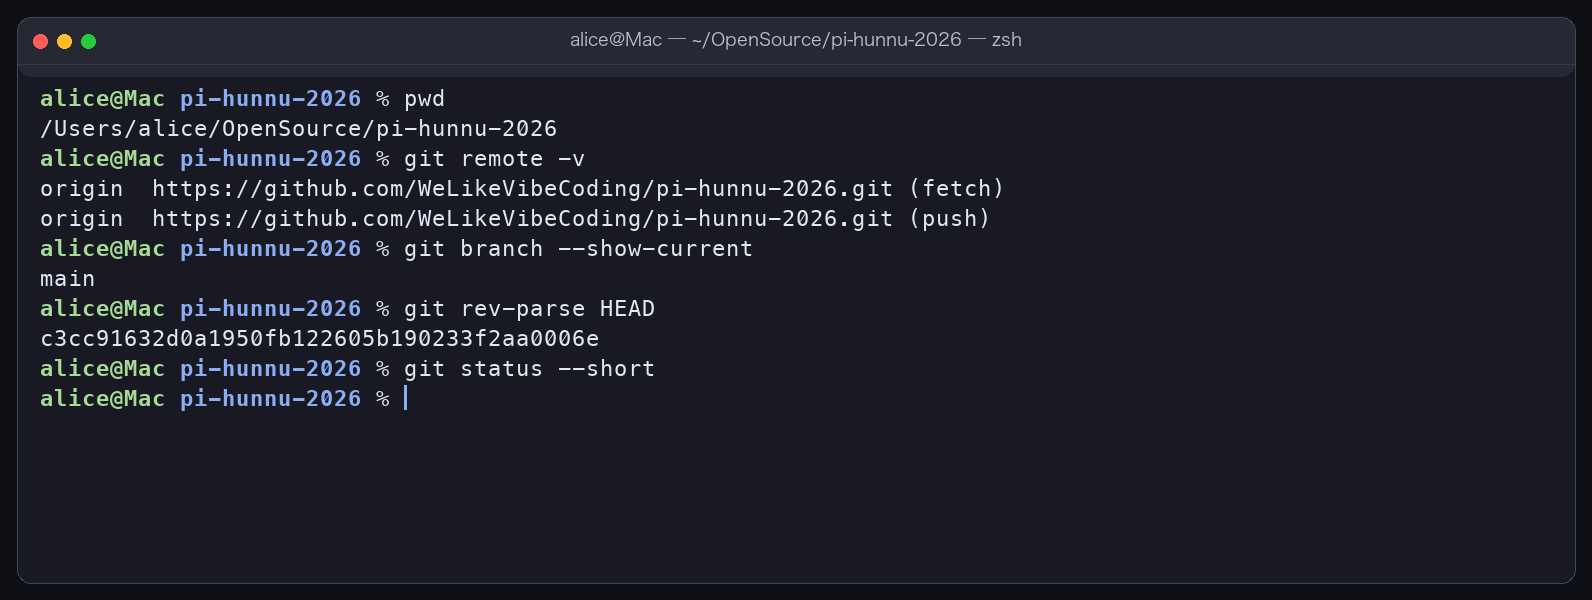 alice@Mac — ~/OpenSource/pi-hunnu-2026 — zsh
alice@Mac pi-hunnu-2026 % pwd
/Users/alice/OpenSource/pi-hunnu-2026
alice@Mac pi-hunnu-2026 % git remote -v
origin  https://github.com/WeLikeVibeCoding/pi-hunnu-2026.git (fetch)
origin  https://github.com/WeLikeVibeCoding/pi-hunnu-2026.git (push)
alice@Mac pi-hunnu-2026 % git branch --show-current
main
alice@Mac pi-hunnu-2026 % git rev-parse HEAD
c3cc91632d0a1950fb122605b190233f2aa0006e
alice@Mac pi-hunnu-2026 % git status --short
alice@Mac pi-hunnu-2026 %